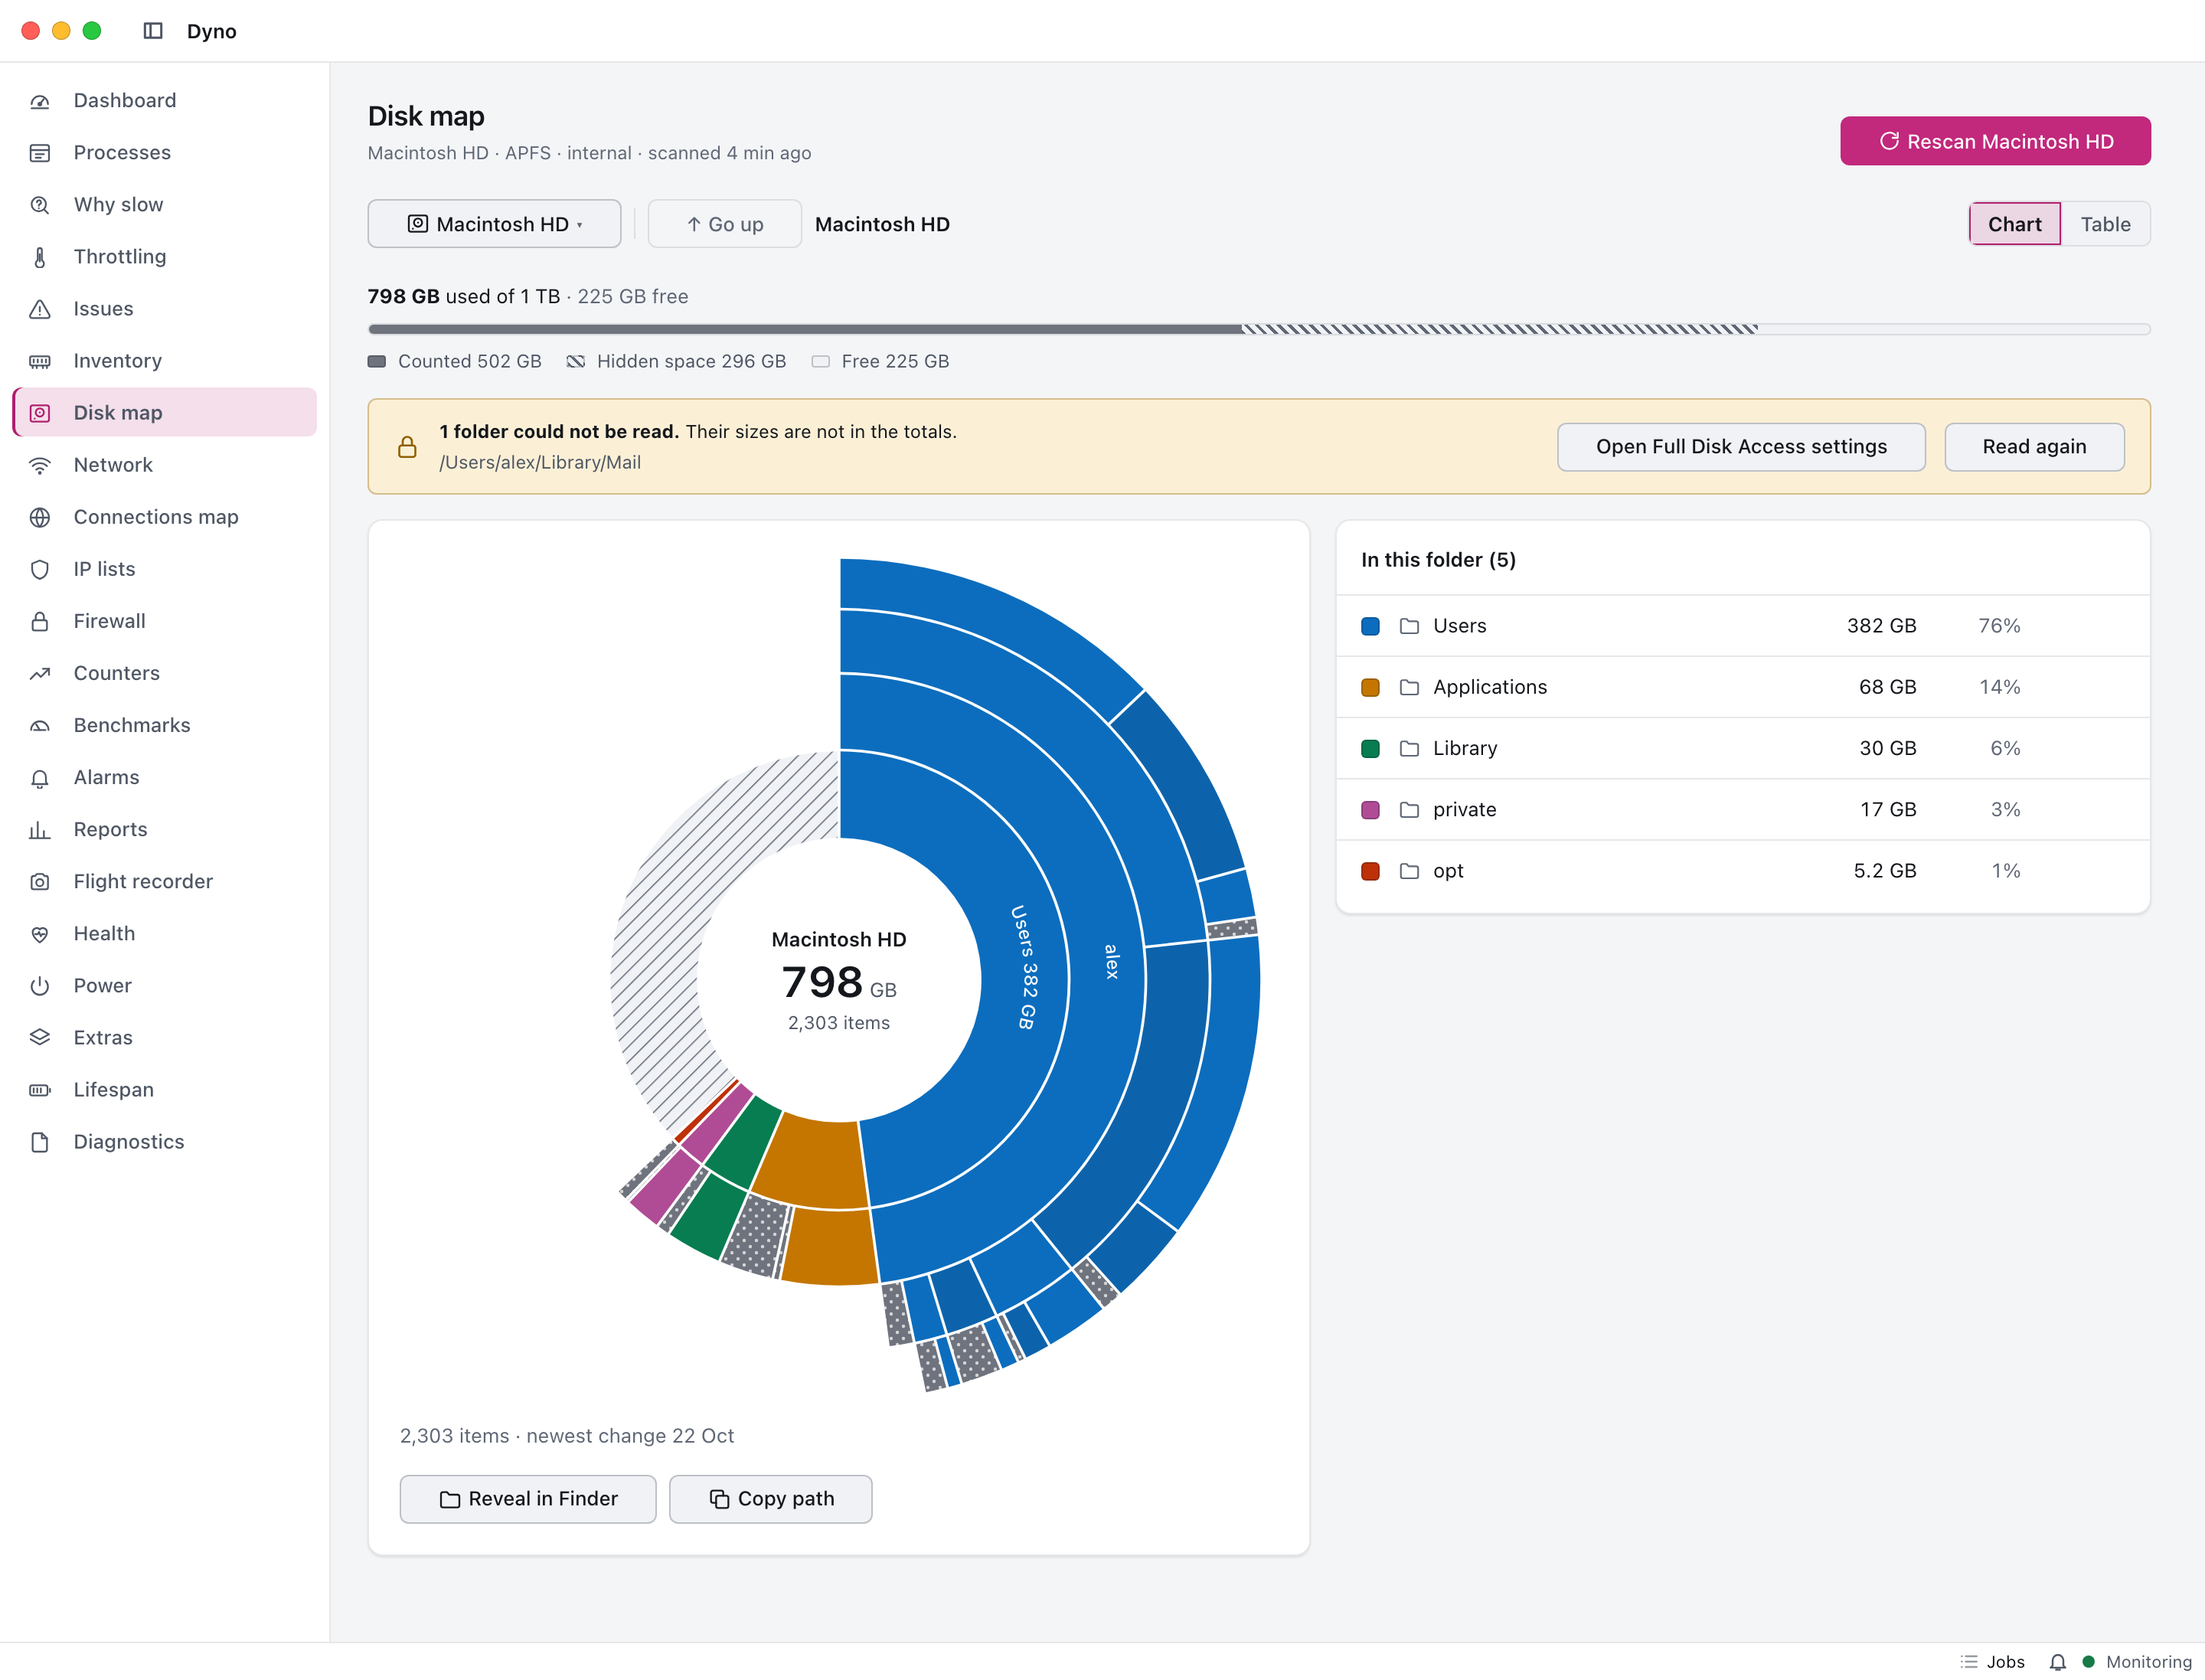 Dyno
Dashboard
Processes
Why slow
Throttling
Issues
Inventory
Disk map
Network
Connections map
IP lists
Firewall
Counters
Benchmarks
Alarms
Reports
Flight recorder
Health
Power
Extras
Lifespan
Diagnostics
Disk map
Macintosh HD · APFS · internal · scanned 4 min ago
Rescan Macintosh HD
Macintosh HD
Go up
Macintosh HD
Chart
Table
798 GB used of 1 TB · 225 GB free
Counted 502 GB
Hidden space 296 GB
Free 225 GB
1 folder could not be read. Their sizes are not in the totals.
/Users/alex/Library/Mail
Open Full Disk Access settings
Read again
Users 382 GB
alex
Macintosh HD
798 GB
2,303 items
2,303 items · newest change 22 Oct
Reveal in Finder
Copy path
In this folder (5)
Users 382 GB 76%
Applications 68 GB 14%
Library 30 GB 6%
private 17 GB 3%
opt 5.2 GB 1%
Jobs
Monitoring